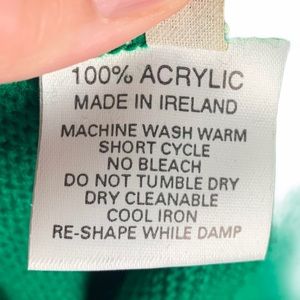 100% ACRYLIC
MADE IN IRELAND
MACHINE WASH WARM
SHORT CYCLE
NO BLEACH
DO NOT TUMBLE DRY
DRY CLEANABLE
COOL IRON
RE-SHAPE WHILE DAMP